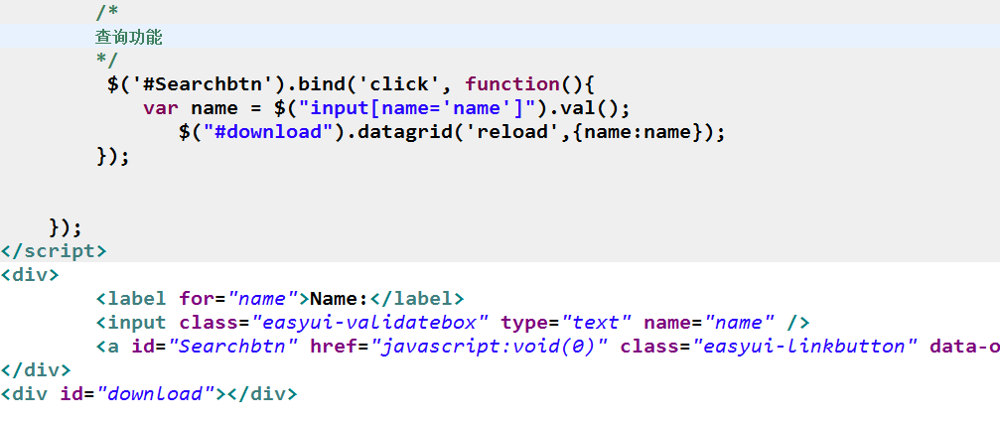 /*
查询功能
*/
$('#Searchbtn').bind('click', function(){
var name = $("input[name='name']").val();
$("#download").datagrid('reload',{name:name});
});
});
</script>
<div>
<label for="name">Name:</label>
<input class="easyui-validatebox" type="text" name="name" />
<a id="Searchbtn" href="javascript:void(0)" class="easyui-linkbutton" data-o
</div>
<div id="download"></div>